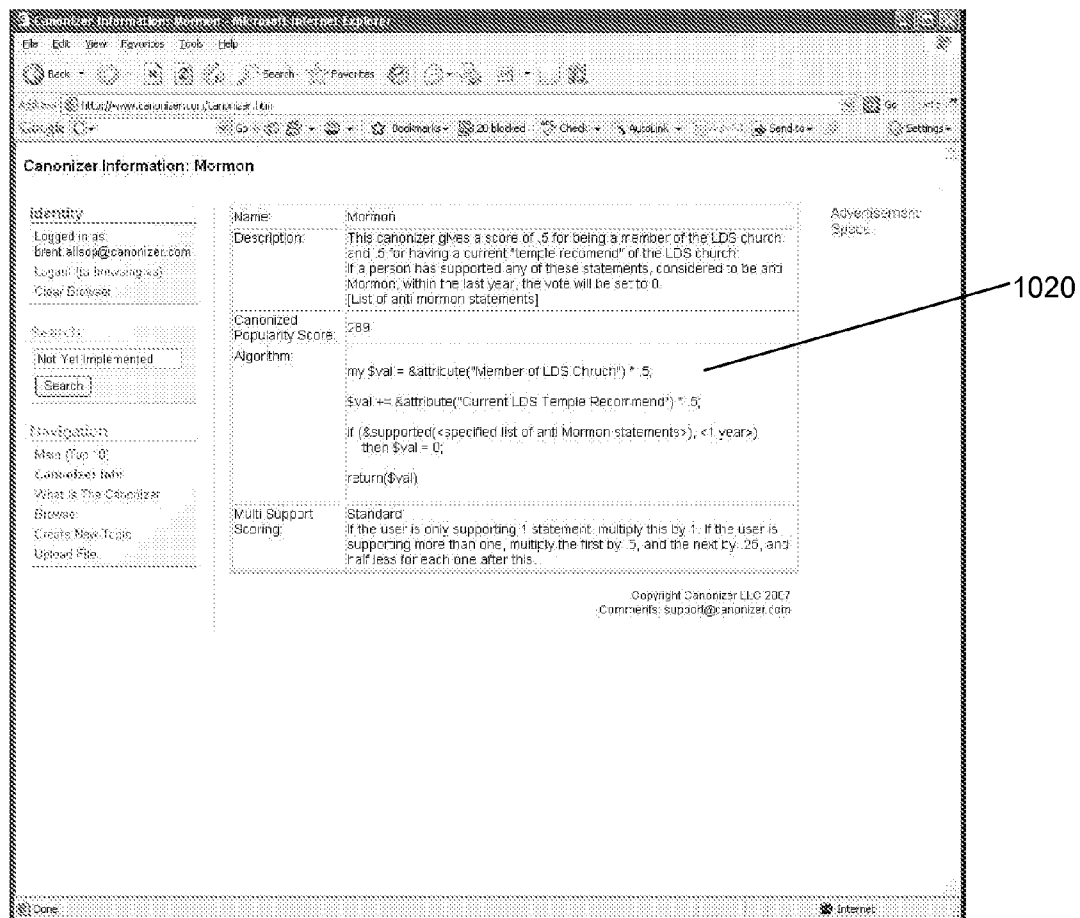 Canonizer Information: Mormon - Microsoft Internet Explorer
File Edit View Favorites Tools Help
Back Search Favorites
Address http://www.canonizer.com/canonizer.htm Go
Google Go Bookmarks 20 blocked Check AutoLink Send to Settings
Canonizer Information: Mormon
Identity
Logged in as:
brent.allsop@canonizer.com
Clear Browser
Search
Not Yet Implemented
Search
Navigation
Main (Top 10)
Canonizer Info
What Is The Canonizer
Browse
Create New Topic
Upload File
Name: Mormon
Description: This canonizer gives a score of .5 for being a member of the LDS church
and .5 for having a current "temple recomend" of the LDS church.
If a person has supported any of these statements, considered to be anti
Mormon, within the last year, the vote will be set to 0.
[List of anti mormon statements]
Canonized
Popularity Score: 289
Algorithm:
my $val = &attribute("Member of LDS Chruch") * .5;
$val += &attribute("Current LDS Temple Recommend") * .5;
if (&supported(<specified list of anti Mormon statements>), <1 year>)
then $val = 0;
return($val)
Multi Support
Scoring:
Standard
If the user is only supporting 1 statement, multiply this by 1. If the user is
supporting more than one, multiply the first by .5, and the next by .25, and
half less for each one after this.
Copyright Canonizer LLC 2007
Comments: support@canonizer.com
Advertisement
Space
1020
Done Internet